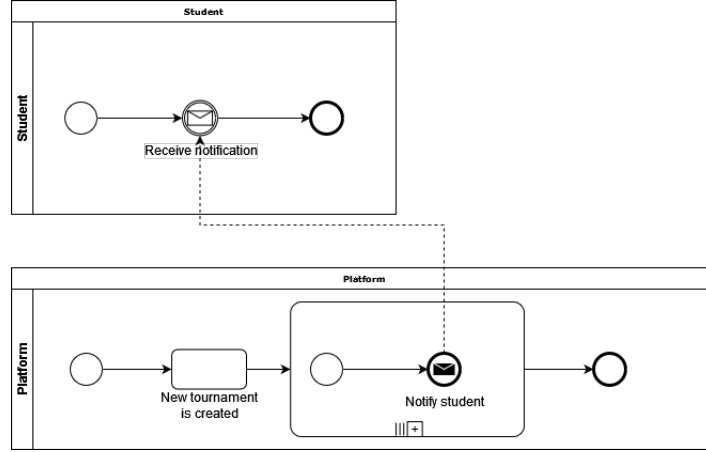 Student
Student
Receive notification
Platform
Platform
New tournament
is created
Notify student